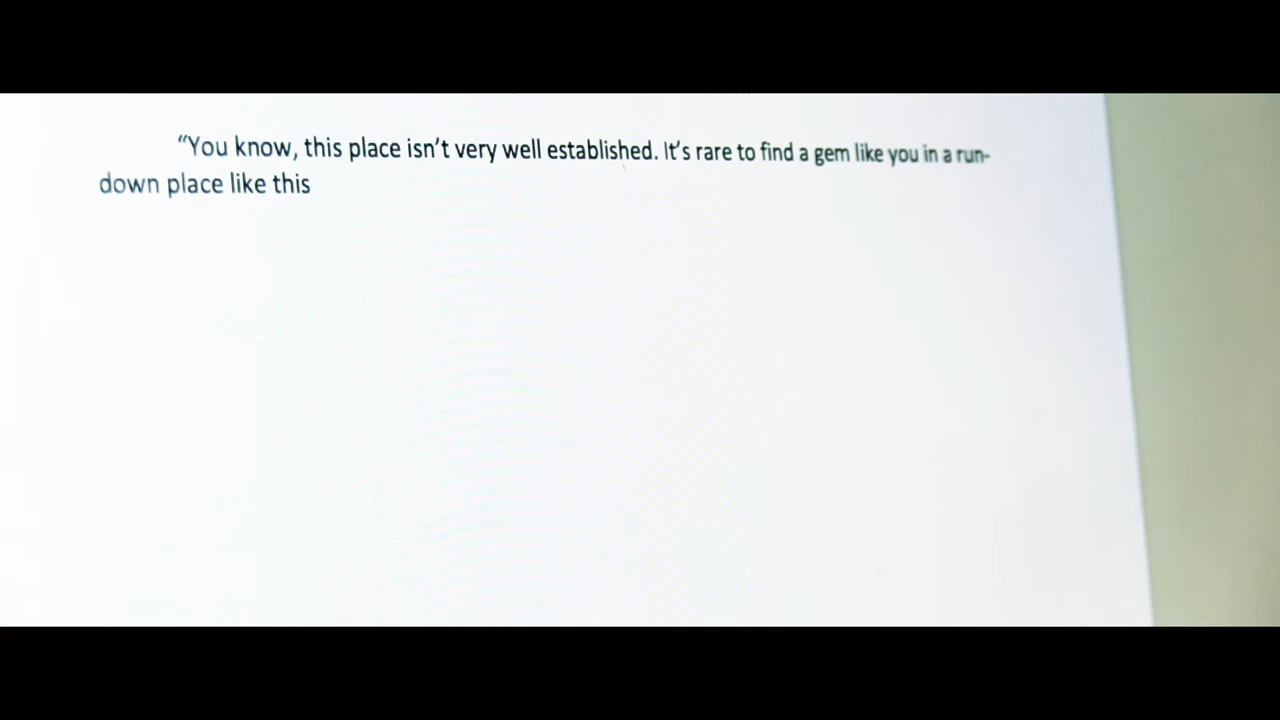 “You know, this place isn’t very well established. It’s rare to find a gem like you in a run-
down place like this